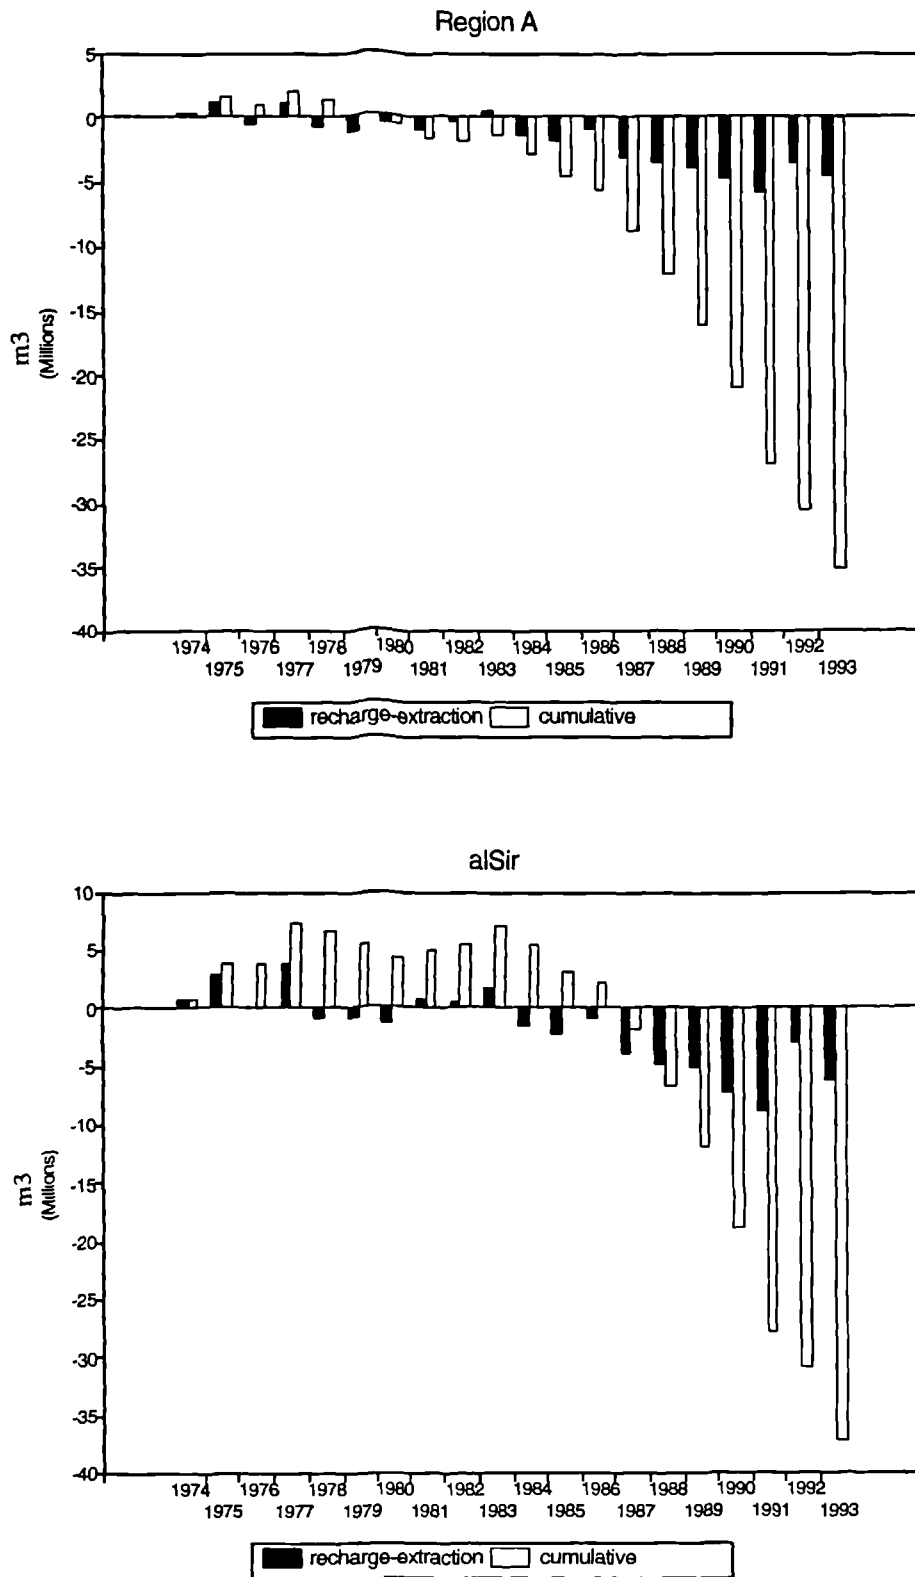 Region A
5
0
-5
-10
-15
-20
-25
-30
-35
-40
m3
(Millions)
1974 1976 1978 1980 1982 1984 1986 1988 1990 1992
1975 1977 1979 1981 1983 1985 1987 1989 1991 1993
recharge-extraction cumulative
alSir
10
5
0
-5
-10
-15
-20
-25
-30
-35
-40
m3
(Millions)
1974 1976 1978 1980 1982 1984 1986 1988 1990 1992
1975 1977 1979 1981 1983 1985 1987 1989 1991 1993
recharge-extraction cumulative